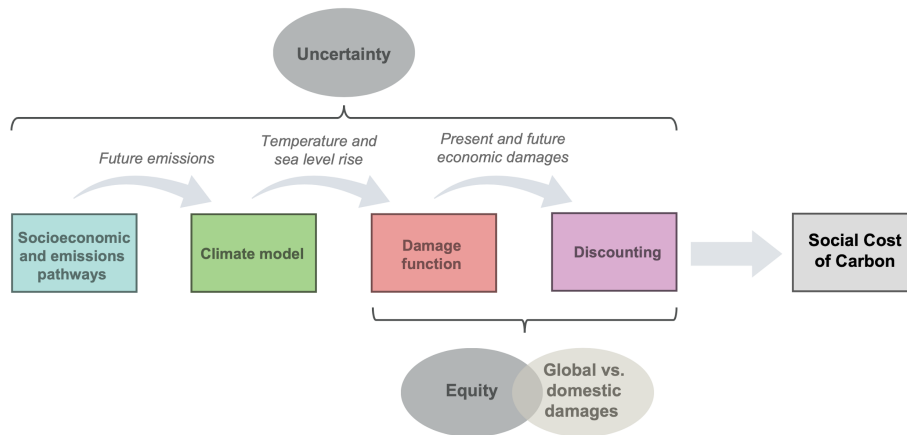 Uncertainty
Future emissions
Temperature and
sea level rise
Present and future
economic damages
Socioeconomic
and emissions
pathways
Climate model
Damage
function
Discounting
Social Cost
of Carbon
Equity
Global vs.
domestic
damages